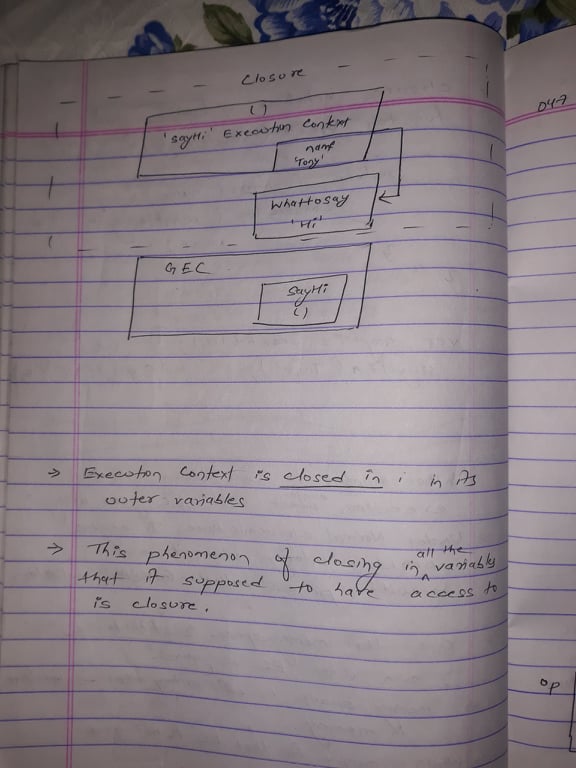 Closure
()
'sayHi' Execution Context
name
'Tony'
whattosay
'Hi'
GEC
SayHi
()
→ Execution Context is closed in , in its
outer variables
→ This phenomenon of closing in all the variables
that it supposed to have access to
is closure.
047
op